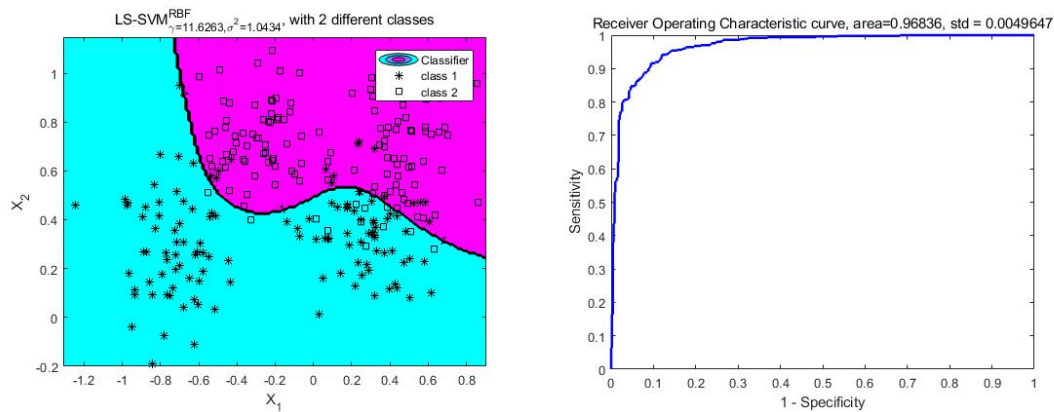 LS-SVM RBF γ=11.6263,σ²=1.0434, with 2 different classes
Classifier
class 1
class 2
1
0.8
0.6
0.4
0.2
0
-0.2
X₂
-1.2 -1 -0.8 -0.6 -0.4 -0.2 0 0.2 0.4 0.6 0.8
X₁
Receiver Operating Characteristic curve, area=0.96836, std = 0.0049647
1
0.9
0.8
0.7
0.6
0.5
0.4
0.3
0.2
0.1
0
Sensitivity
0 0.1 0.2 0.3 0.4 0.5 0.6 0.7 0.8 0.9 1
1 - Specificity